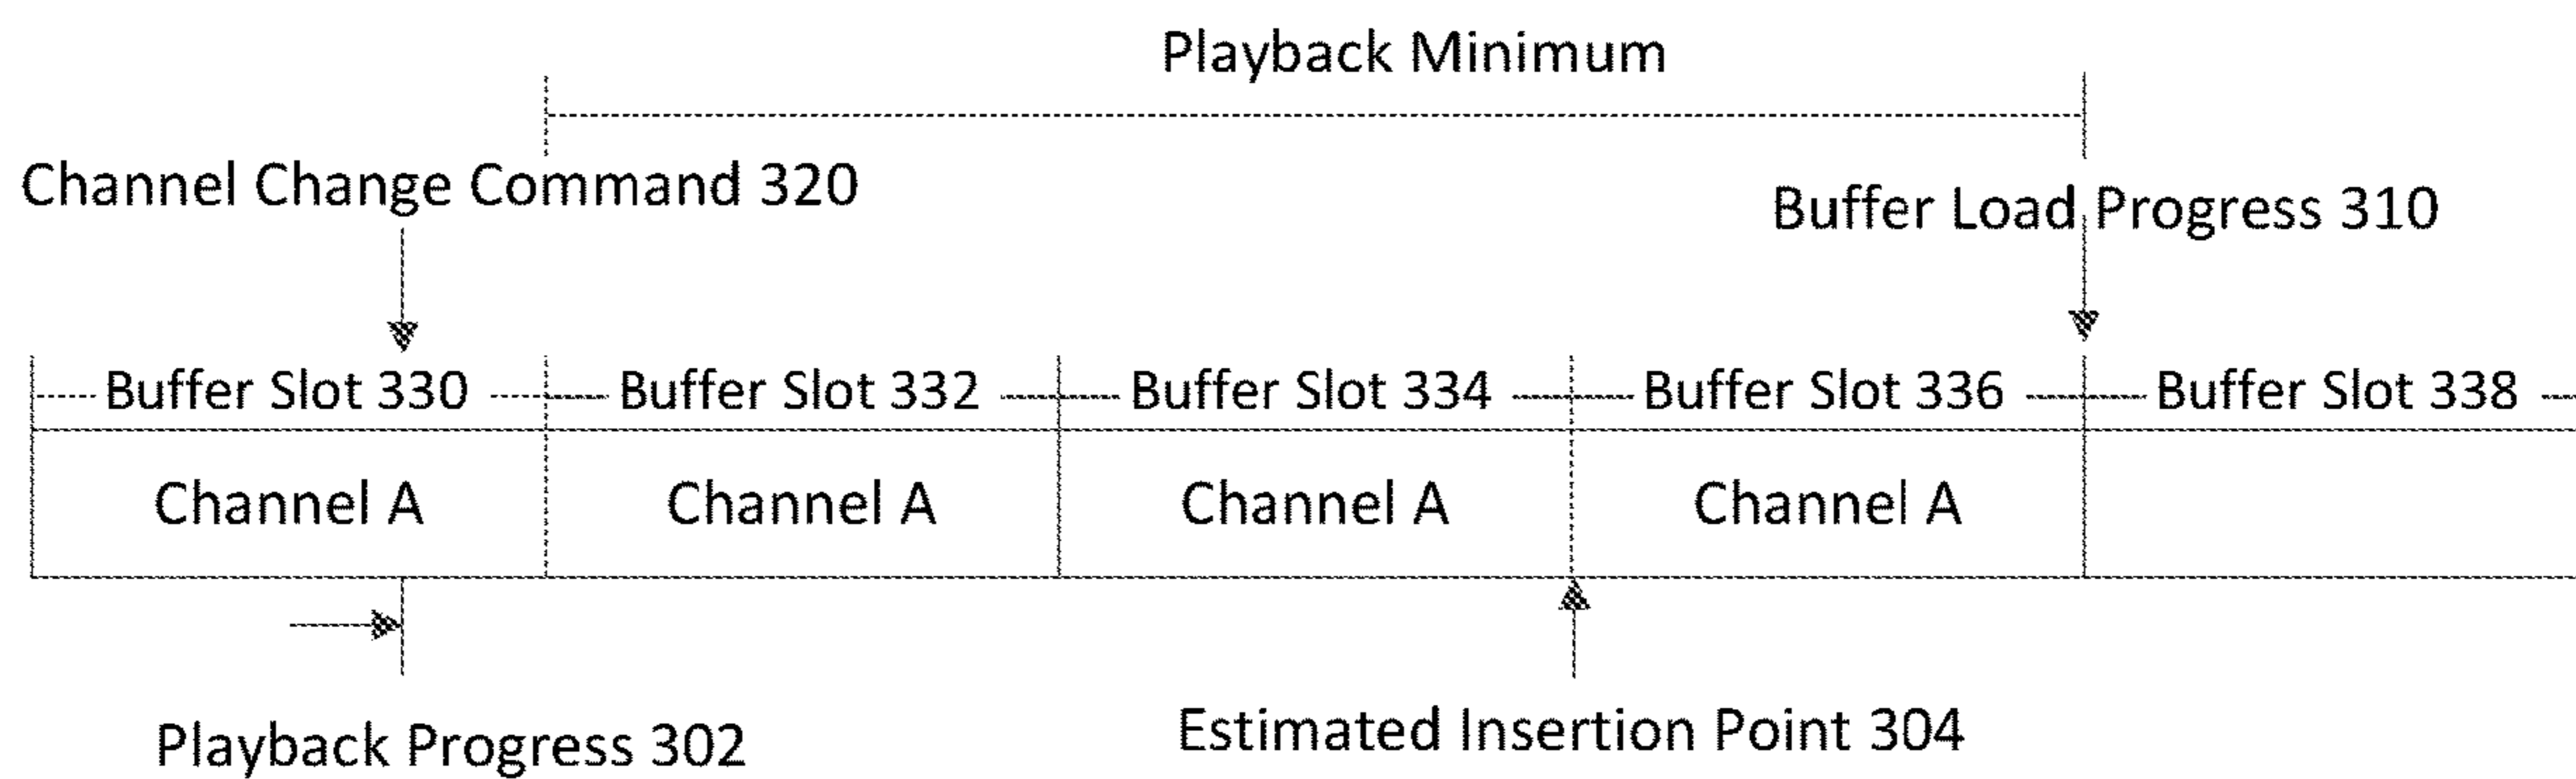 Playback Minimum
Channel Change Command 320
Buffer Load Progress 310
Buffer Slot 330 Buffer Slot 332 Buffer Slot 334 Buffer Slot 336 Buffer Slot 338
Channel A Channel A Channel A Channel A
Playback Progress 302
Estimated Insertion Point 304